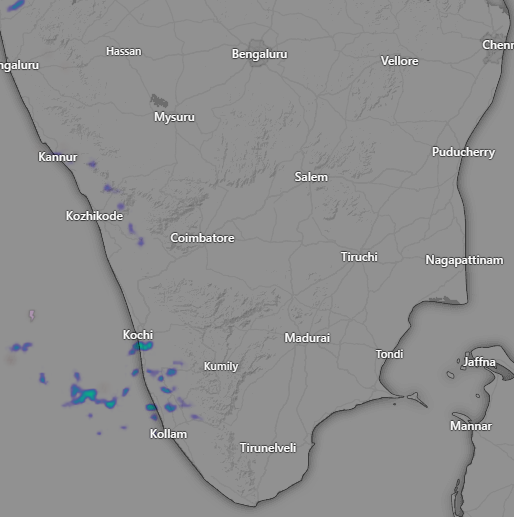 Hassan
Bengaluru
Vellore
Chenn
ngaluru
Mysuru
Kannur
Puducherry
Salem
Kozhikode
Coimbatore
Tiruchi
Nagapattinam
Kochi
Madurai
Tondi
Kumily
Jaffna
Mannar
Kollam
Tirunelveli